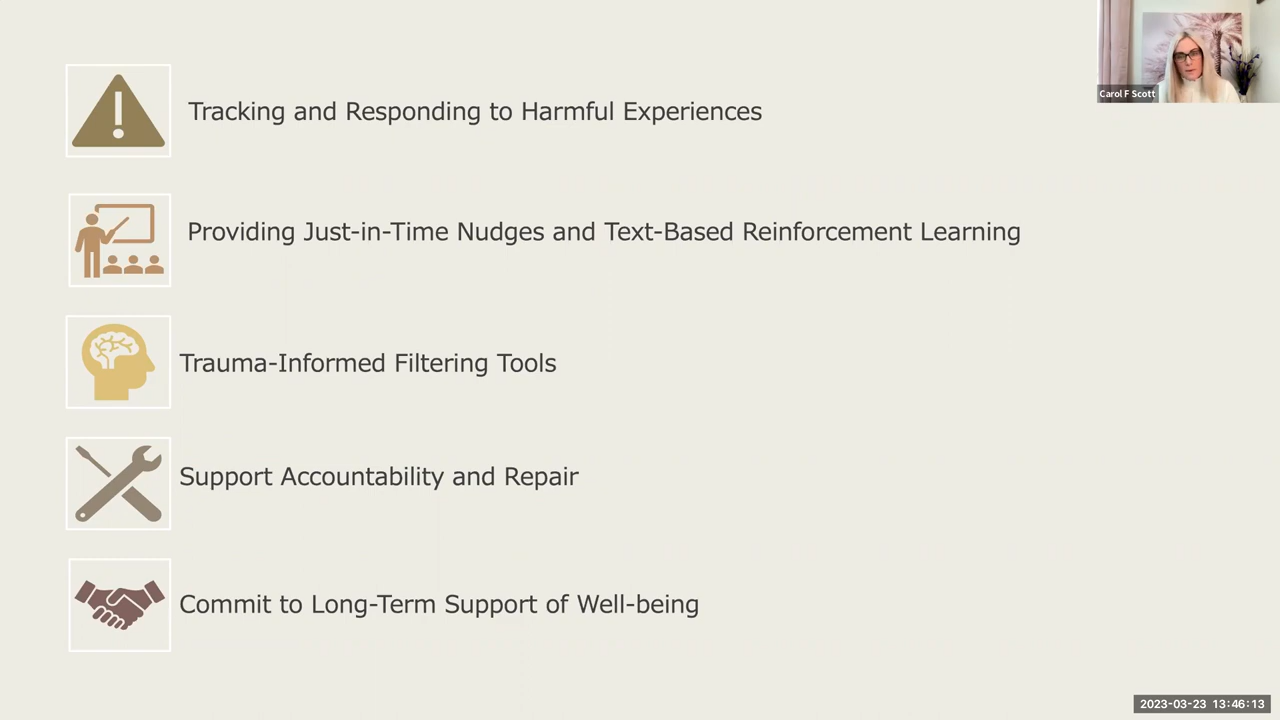 Carol F Scott
Tracking and Responding to Harmful Experiences
Providing Just-in-Time Nudges and Text-Based Reinforcement Learning
Trauma-Informed Filtering Tools
Support Accountability and Repair
Commit to Long-Term Support of Well-being
2023-03-23 13:46:13